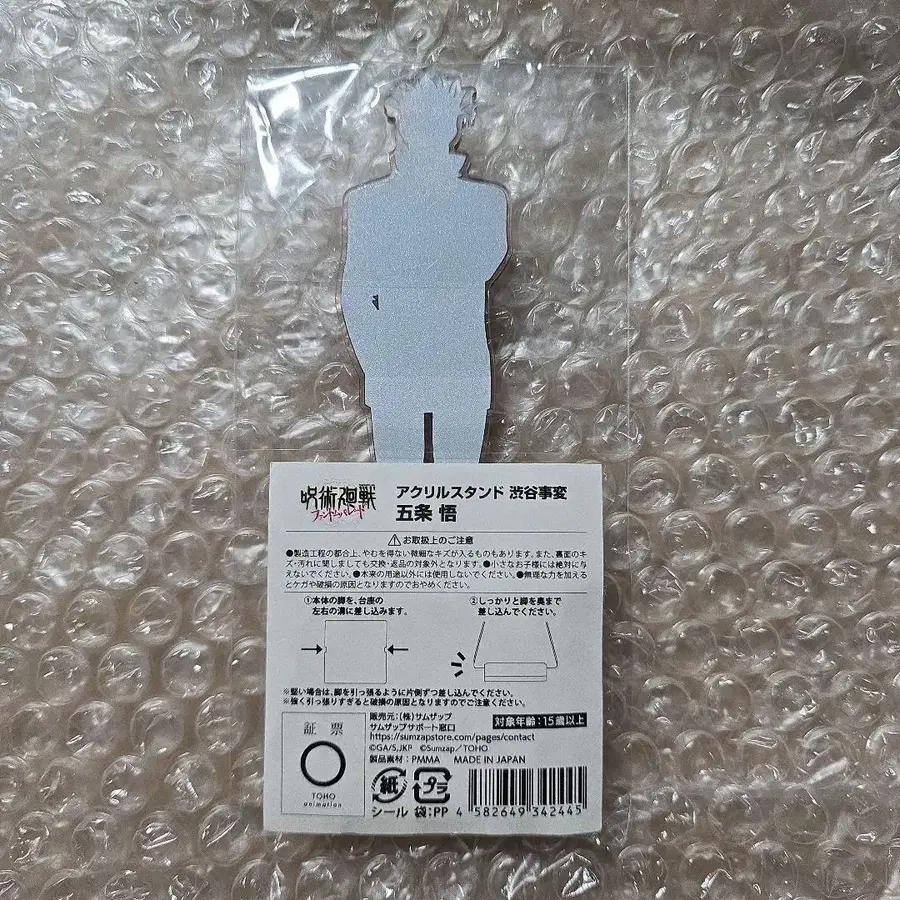 呪術廻戦
ファントムパレード
アクリルスタンド 渋谷事変
五条 悟
⚠お取扱上のご注意
●製造工程の都合上、やむを得ない微細なキズが入るものもあります。また、裏面のキ
ズ・汚れに関しましても交換・返品の対象外となります。●小さなお子様には絶対に与
えないでください。●本来の用途以外には使用しないでください。●無理な力を加える
とケガや破損の原因となりますのでおやめください。
①本体の脚を、台座の
左右の溝に差し込みます。
②しっかりと脚を奥まで
差し込んでください。
※堅い場合は、脚を引っ張るように片側ずつ差し込んでください。
※強く引っ張りすぎると破損の原因となりますのでご注意ください。
証票
TOHO
animation
販売元:(株)サムザップ
サムザップサポート窓口
対象年齢:15歳以上
https://sumzapstore.com/pages/contact
©GA/S,JKP ©Sumzap/TOHO
製品素材:PMMA MADE IN JAPAN
紙
プラ
シール 袋:PP
4 582649 342445